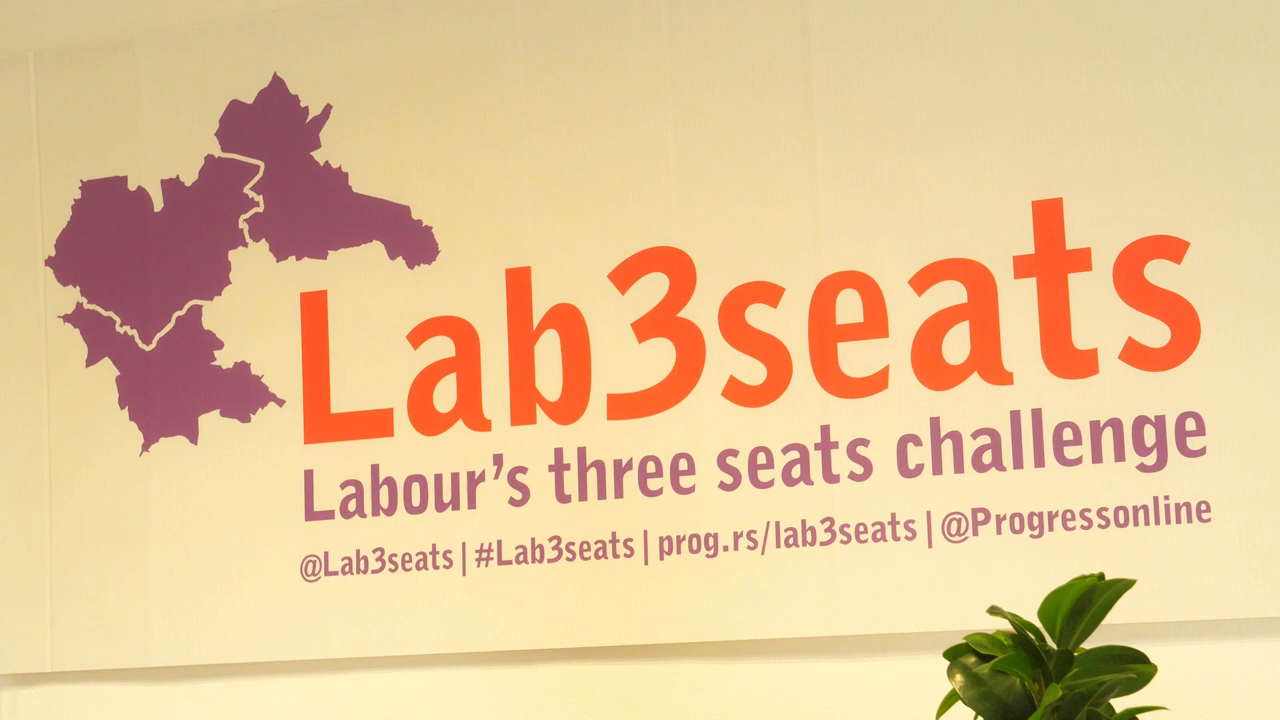 Lab3seats
Labour's three seats challenge
@Lab3seats | #Lab3seats | prog.rs/lab3seats | @Progressonline